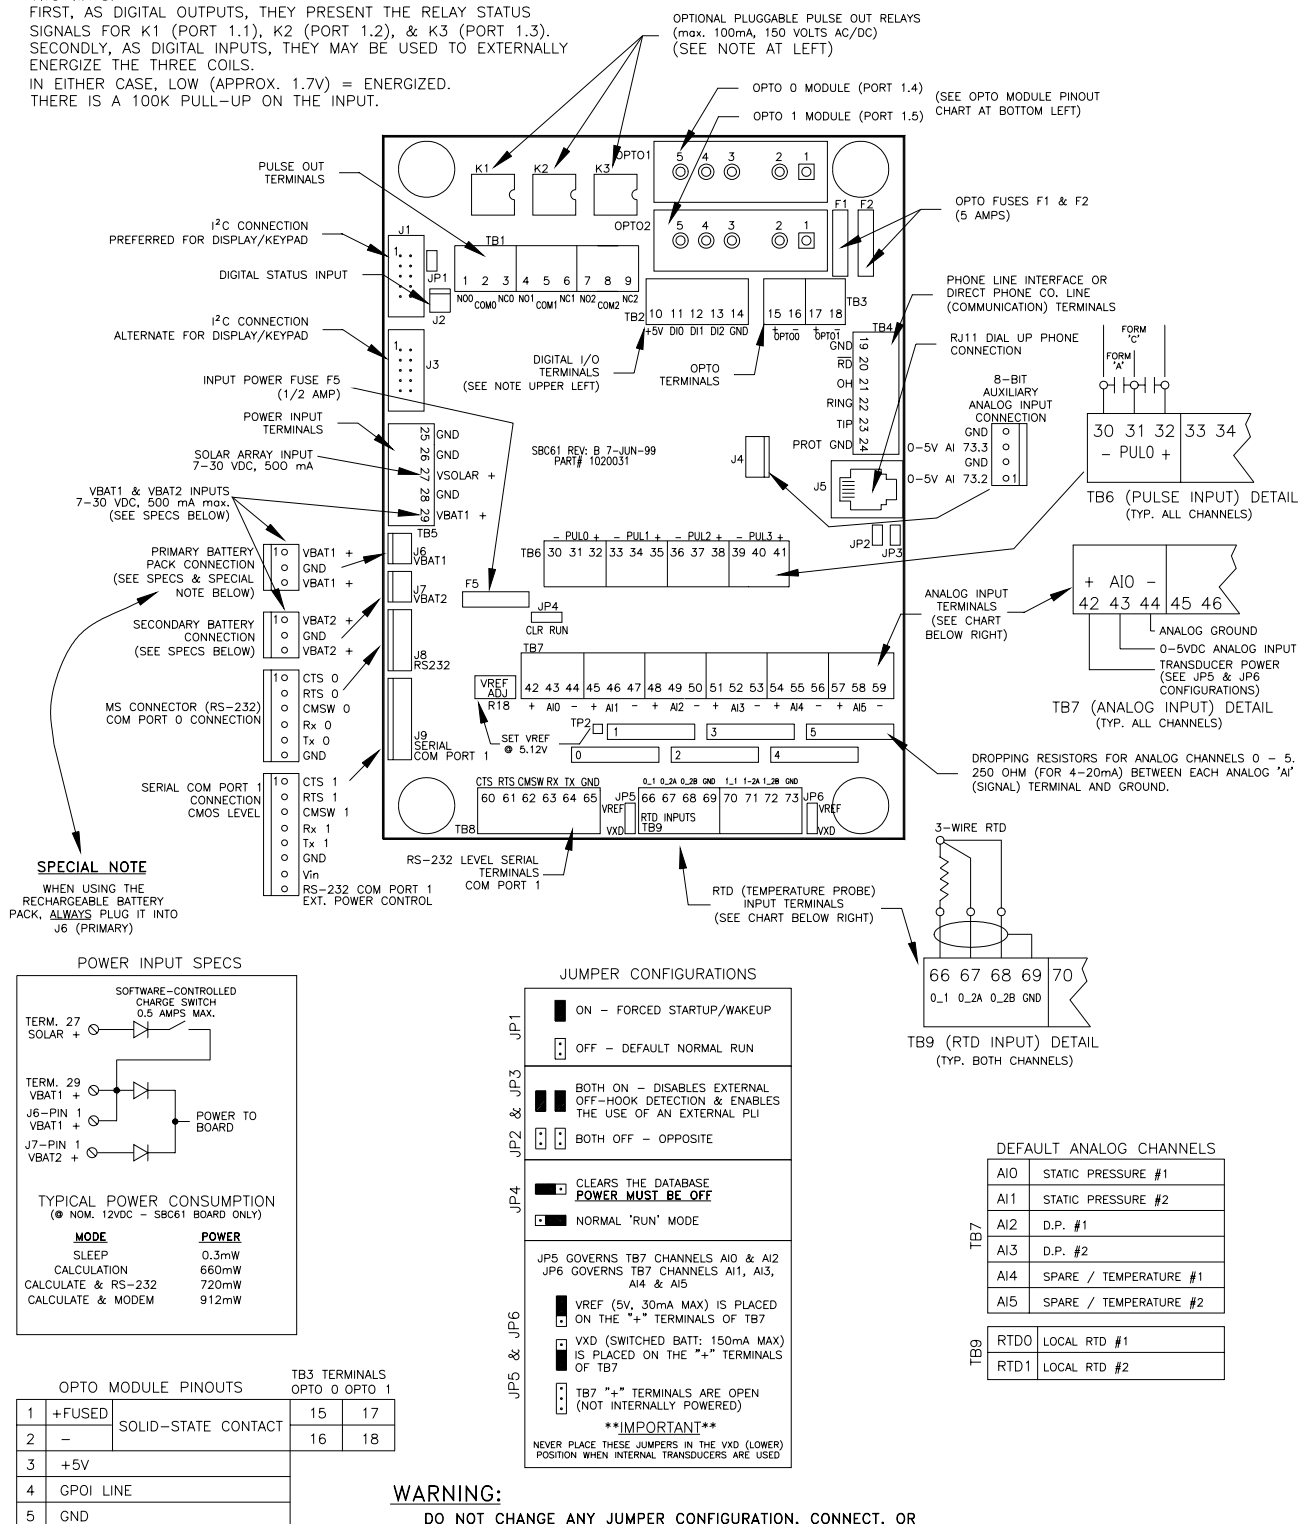 FIRST, AS DIGITAL OUTPUTS, THEY PRESENT THE RELAY STATUS
SIGNALS FOR K1 (PORT 1.1), K2 (PORT 1.2), & K3 (PORT 1.3).
SECONDLY, AS DIGITAL INPUTS, THEY MAY BE USED TO EXTERNALLY
ENERGIZE THE THREE COILS.
IN EITHER CASE, LOW (APPROX. 1.7V) = ENERGIZED.
THERE IS A 100K PULL-UP ON THE INPUT.
OPTIONAL PLUGGABLE PULSE OUT RELAYS
(max. 100mA, 150 VOLTS AC/DC)
(SEE NOTE AT LEFT)
OPTO 0 MODULE (PORT 1.4)
OPTO 1 MODULE (PORT 1.5)
(SEE OPTO MODULE PINOUT
CHART AT BOTTOM LEFT)
PULSE OUT
TERMINALS
I²C CONNECTION
PREFERRED FOR DISPLAY/KEYPAD
DIGITAL STATUS INPUT
I²C CONNECTION
ALTERNATE FOR DISPLAY/KEYPAD
INPUT POWER FUSE F5
(1/2 AMP)
POWER INPUT
TERMINALS
SOLAR ARRAY INPUT
7-30 VDC, 500 mA
VBAT1 & VBAT2 INPUTS
7-30 VDC, 500 mA max.
(SEE SPECS BELOW)
PRIMARY BATTERY
PACK CONNECTION
(SEE SPECS & SPECIAL
NOTE BELOW)
1 VBAT1 +
GND
VBAT1 +
SECONDARY BATTERY
CONNECTION
(SEE SPECS BELOW)
1 VBAT2 +
GND
VBAT2 +
MS CONNECTOR (RS-232)
COM PORT 0 CONNECTION
1 CTS 0
RTS 0
CMSW 0
Rx 0
Tx 0
GND
SERIAL COM PORT 1
CONNECTION
CMOS LEVEL
1 CTS 1
RTS 1
CMSW 1
Rx 1
Tx 1
GND
Vin
RS-232 COM PORT 1
EXT. POWER CONTROL
SPECIAL NOTE
WHEN USING THE
RECHARGEABLE BATTERY
PACK, ALWAYS PLUG IT INTO
J6 (PRIMARY)
K1 K2 K3
OPTO1
5 4 3 2 1
OPTO2
5 4 3 2 1
F1 F2
OPTO FUSES F1 & F2
(5 AMPS)
J1
1
JP1
J2
J3
1
TB1
1 2 3 4 5 6 7 8 9
NO0 COM0 NC0 NO1 COM1 NC1 NO2 COM2 NC2
TB2
10 11 12 13 14
+5V DI0 DI1 DI2 GND
TB3
15 16 17 18
+ - + -
OPTO0 OPTO1
DIGITAL I/O
TERMINALS
(SEE NOTE UPPER LEFT)
OPTO
TERMINALS
TB4
GND 19
RD 20
OH 21
RING 22
TIP 23
PROT GND 24
PHONE LINE INTERFACE OR
DIRECT PHONE CO. LINE
(COMMUNICATION) TERMINALS
RJ11 DIAL UP PHONE
CONNECTION
8-BIT
AUXILIARY
ANALOG INPUT
CONNECTION
GND
0-5V AI 73.3
GND
0-5V AI 73.2 1
25 GND
26 GND
27 VSOLAR +
28 GND
29 VBAT1 +
TB5
SBC61 REV: B 7-JUN-99
PART# 1020031
J4
J5
JP2 JP3
J6
VBAT1
J7
VBAT2
J8
RS232
J9
SERIAL
COM PORT 1
- PUL0 + - PUL1 + - PUL2 + - PUL3 +
TB6 30 31 32 33 34 35 36 37 38 39 40 41
F5
JP4
CLR RUN
TB7
42 43 44 45 46 47 48 49 50 51 52 53 54 55 56 57 58 59
+ AI0 - + AI1 - + AI2 - + AI3 - + AI4 - + AI5 -
VREF
ADJ
R18
SET VREF
@ 5.12V
TP2
1 3 5
0 2 4
CTS RTS CMSW RX TX GND
60 61 62 63 64 65
TB8
JP5
VREF
VXD
0_1 0_2A 0_2B GND 1_1 1-2A 1_2B GND
66 67 68 69 70 71 72 73
RTD INPUTS
TB9
JP6
VREF
VXD
RS-232 LEVEL SERIAL
TERMINALS
COM PORT 1
RTD (TEMPERATURE PROBE)
INPUT TERMINALS
(SEE CHART BELOW RIGHT)
FORM
'C'
FORM
'A'
30 31 32 33 34
- PUL0 +
TB6 (PULSE INPUT) DETAIL
(TYP. ALL CHANNELS)
ANALOG INPUT
TERMINALS
(SEE CHART
BELOW RIGHT)
+ AI0 -
42 43 44 45 46
ANALOG GROUND
0-5VDC ANALOG INPUT
TRANSDUCER POWER
(SEE JP5 & JP6
CONFIGURATIONS)
TB7 (ANALOG INPUT) DETAIL
(TYP. ALL CHANNELS)
DROPPING RESISTORS FOR ANALOG CHANNELS 0 - 5.
250 OHM (FOR 4-20mA) BETWEEN EACH ANALOG 'AI'
(SIGNAL) TERMINAL AND GROUND.
3-WIRE RTD
66 67 68 69 70
0_1 0_2A 0_2B GND
TB9 (RTD INPUT) DETAIL
(TYP. BOTH CHANNELS)
POWER INPUT SPECS
SOFTWARE-CONTROLLED
CHARGE SWITCH
0.5 AMPS MAX.
TERM. 27
SOLAR +
TERM. 29
VBAT1 +
J6-PIN 1
VBAT1 +
J7-PIN 1
VBAT2 +
POWER TO
BOARD
TYPICAL POWER CONSUMPTION
(@ NOM. 12VDC - SBC61 BOARD ONLY)
MODE POWER
SLEEP 0.3mW
CALCULATION 660mW
CALCULATE & RS-232 720mW
CALCULATE & MODEM 912mW
JUMPER CONFIGURATIONS
JP1
ON - FORCED STARTUP/WAKEUP
OFF - DEFAULT NORMAL RUN
JP2 & JP3
BOTH ON - DISABLES EXTERNAL
OFF-HOOK DETECTION & ENABLES
THE USE OF AN EXTERNAL PLI
BOTH OFF - OPPOSITE
JP4
CLEARS THE DATABASE
POWER MUST BE OFF
NORMAL 'RUN' MODE
JP5 & JP6
JP5 GOVERNS TB7 CHANNELS AI0 & AI2
JP6 GOVERNS TB7 CHANNELS AI1, AI3,
AI4 & AI5
VREF (5V, 30mA MAX) IS PLACED
ON THE "+" TERMINALS OF TB7
VXD (SWITCHED BATT: 150mA MAX)
IS PLACED ON THE "+" TERMINALS
OF TB7
TB7 "+" TERMINALS ARE OPEN
(NOT INTERNALLY POWERED)
**IMPORTANT**
NEVER PLACE THESE JUMPERS IN THE VXD (LOWER)
POSITION WHEN INTERNAL TRANSDUCERS ARE USED
DEFAULT ANALOG CHANNELS
TB7
AI0 STATIC PRESSURE #1
AI1 STATIC PRESSURE #2
AI2 D.P. #1
AI3 D.P. #2
AI4 SPARE / TEMPERATURE #1
AI5 SPARE / TEMPERATURE #2
TB9
RTD0 LOCAL RTD #1
RTD1 LOCAL RTD #2
OPTO MODULE PINOUTS
TB3 TERMINALS
OPTO 0 OPTO 1
1 +FUSED SOLID-STATE CONTACT 15 17
2 - 16 18
3 +5V
4 GPOI LINE
5 GND
WARNING:
DO NOT CHANGE ANY JUMPER CONFIGURATION, CONNECT, OR